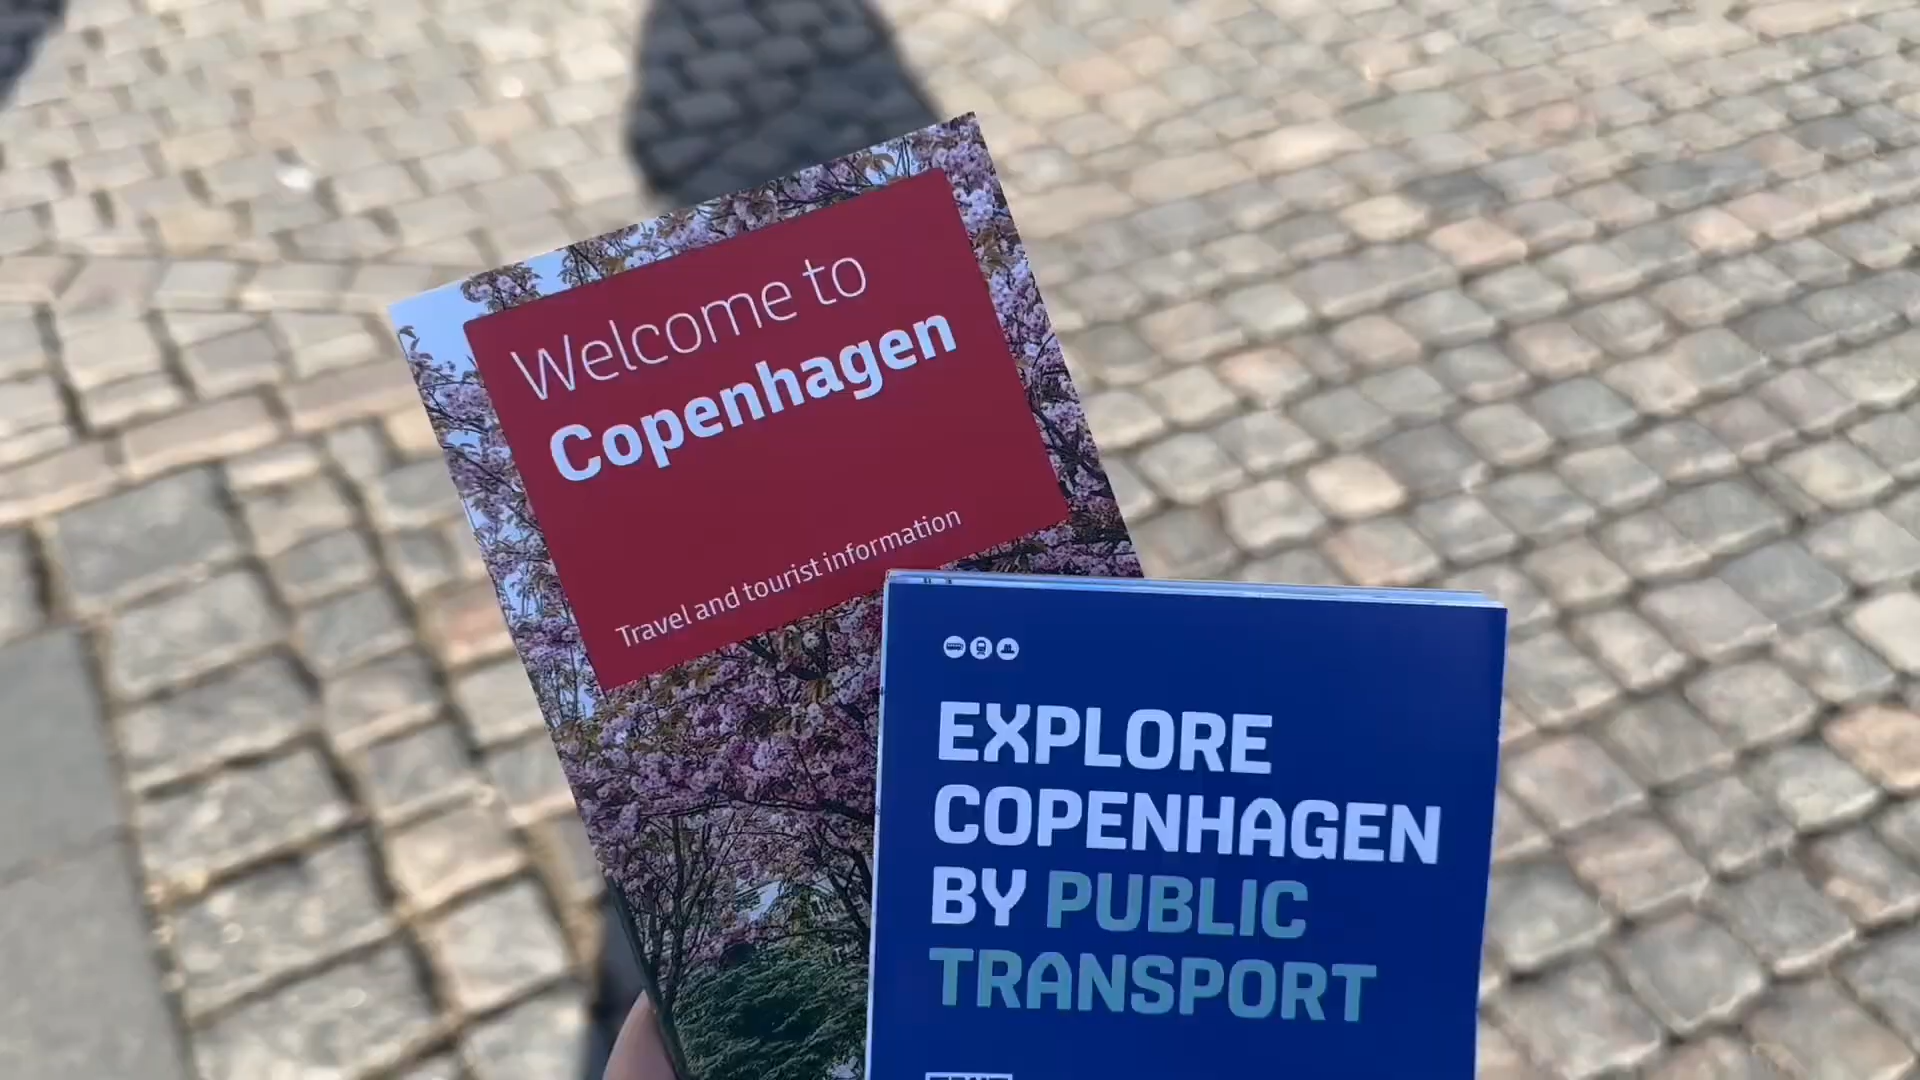 Welcome to
Copenhagen
Travel and tourist information
EXPLORE
COPENHAGEN
BY PUBLIC
TRANSPORT